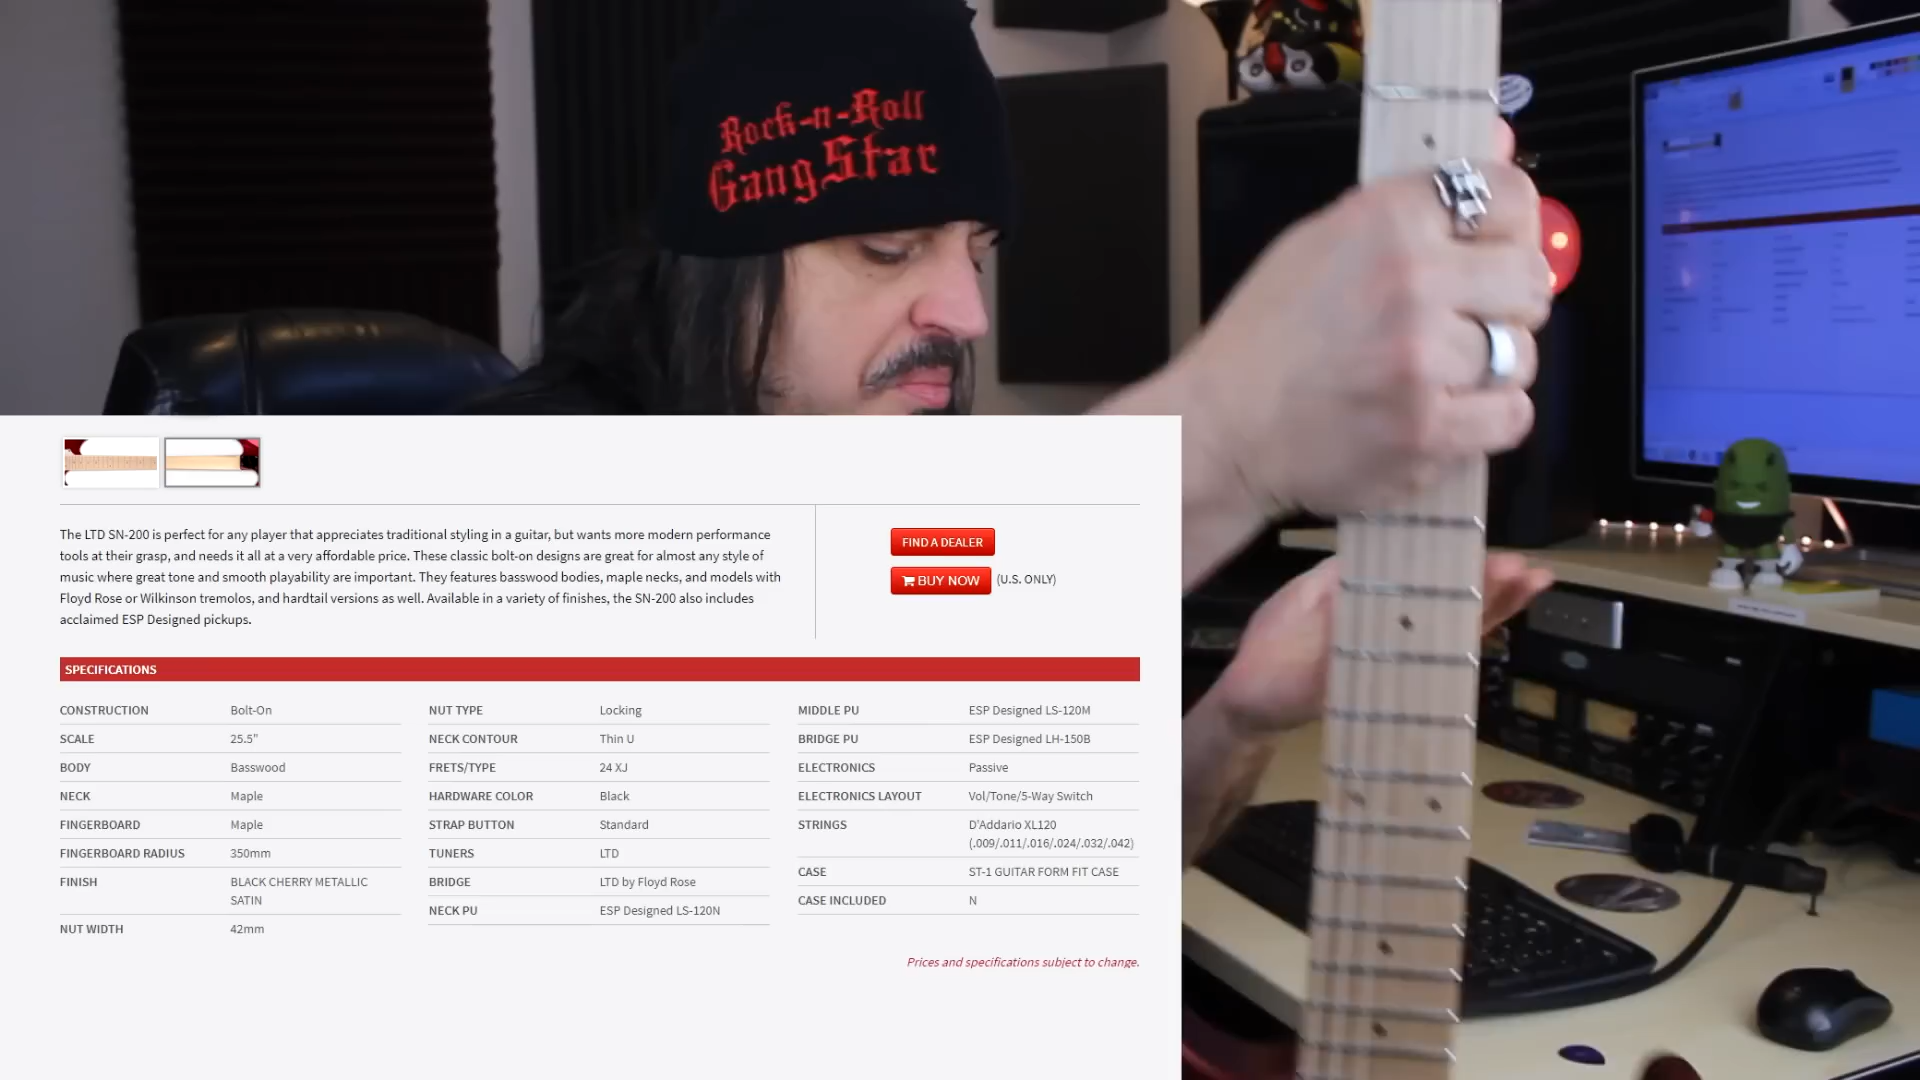 Rock-n-Roll
GangStar
The LTD SN-200 is perfect for any player that appreciates traditional styling in a guitar, but wants more modern performance
tools at their grasp, and needs it all at a very affordable price. These classic bolt-on designs are great for almost any style of
music where great tone and smooth playability are important. They features basswood bodies, maple necks, and models with
Floyd Rose or Wilkinson tremolos, and hardtail versions as well. Available in a variety of finishes, the SN-200 also includes
acclaimed ESP Designed pickups.
FIND A DEALER
BUY NOW (U.S. ONLY)
SPECIFICATIONS
CONSTRUCTION Bolt-On
SCALE 25.5"
BODY Basswood
NECK Maple
FINGERBOARD Maple
FINGERBOARD RADIUS 350mm
FINISH BLACK CHERRY METALLIC
SATIN
NUT WIDTH 42mm
NUT TYPE Locking
NECK CONTOUR Thin U
FRETS/TYPE 24 XJ
HARDWARE COLOR Black
STRAP BUTTON Standard
TUNERS LTD
BRIDGE LTD by Floyd Rose
NECK PU ESP Designed LS-120N
MIDDLE PU ESP Designed LS-120M
BRIDGE PU ESP Designed LH-150B
ELECTRONICS Passive
ELECTRONICS LAYOUT Vol/Tone/5-Way Switch
STRINGS D'Addario XL120
(.009/.011/.016/.024/.032/.042)
CASE ST-1 GUITAR FORM FIT CASE
CASE INCLUDED N
Prices and specifications subject to change.